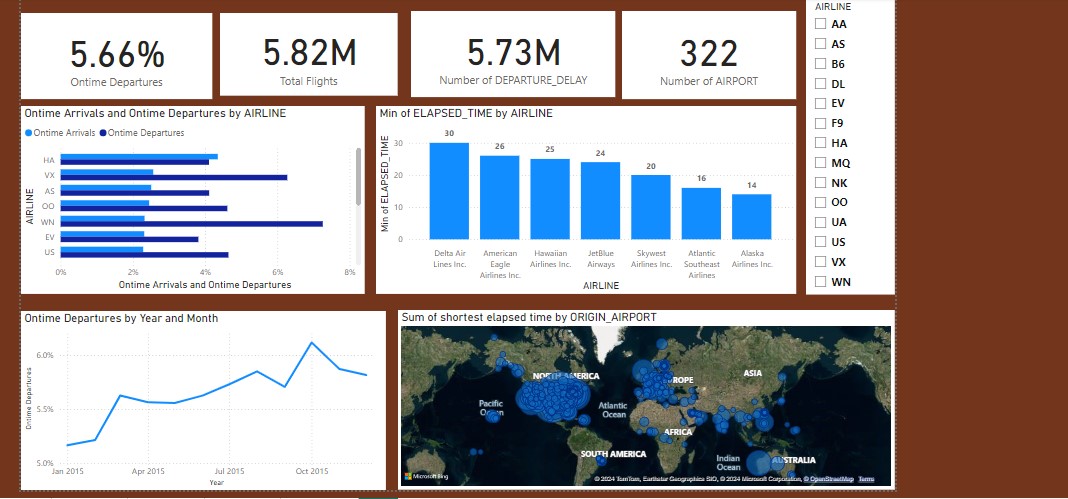 5.66%
Ontime Departures
5.82M
Total Flights
5.73M
Number of DEPARTURE_DELAY
322
Number of AIRPORT
AIRLINE
AA
AS
B6
DL
EV
F9
HA
MQ
NK
OO
UA
US
VX
WN
Ontime Arrivals and Ontime Departures by AIRLINE
Ontime Arrivals Ontime Departures
AIRLINE
HA
VX
AS
OO
WN
EV
US
0% 2% 4% 6% 8%
Ontime Arrivals and Ontime Departures
Min of ELAPSED_TIME by AIRLINE
Min of ELAPSED_TIME
30
20
10
0
30 26 25 24 20 16 14
Delta Air Lines Inc.
American Eagle Airlines Inc.
Hawaiian Airlines Inc.
JetBlue Airways
Skywest Airlines Inc.
Atlantic Southeast Airlines
Alaska Airlines Inc.
AIRLINE
Ontime Departures by Year and Month
Ontime Departures
6.0%
5.5%
5.0%
Jan 2015 Apr 2015 Jul 2015 Oct 2015
Year
Sum of shortest elapsed time by ORIGIN_AIRPORT
ASIA
Pacific
Atlantic
Ocean
AFRICA
SOUTH AMERICA
Indian
Ocean
Microsoft Bing
© 2024 TomTom, Earthstar Geographics SIO, © 2024 Microsoft Corporation, © OpenStreetMap Terms